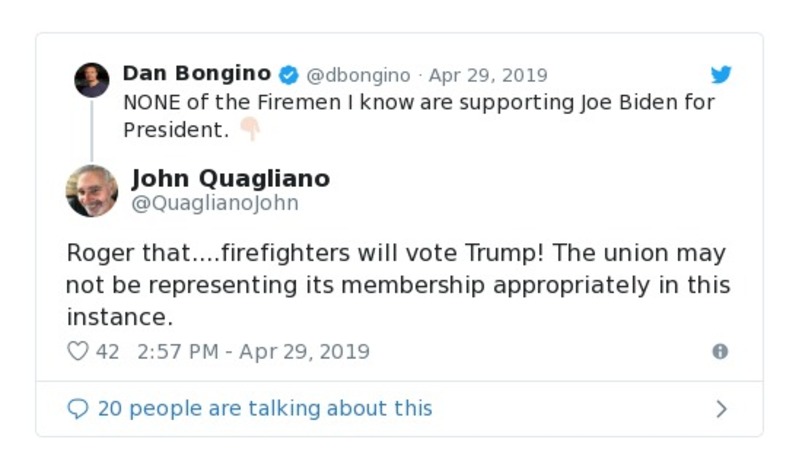 Dan Bongino @dbongino · Apr 29, 2019
NONE of the Firemen I know are supporting Joe Biden for
President. 👇🏻
John Quagliano
@QuaglianoJohn
Roger that....firefighters will vote Trump! The union may
not be representing its membership appropriately in this
instance.
42 2:57 PM - Apr 29, 2019
20 people are talking about this